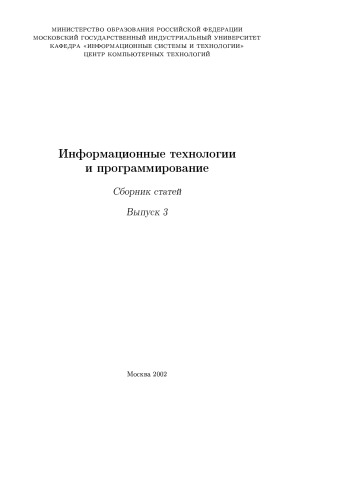 МИНИСТЕРСТВО ОБРАЗОВАНИЯ РОССИЙСКОЙ ФЕДЕРАЦИИ
МОСКОВСКИЙ ГОСУДАРСТВЕННЫЙ ИНДУСТРИАЛЬНЫЙ УНИВЕРСИТЕТ
КАФЕДРА «ИНФОРМАЦИОННЫЕ СИСТЕМЫ И ТЕХНОЛОГИИ»
ЦЕНТР КОМПЬЮТЕРНЫХ ТЕХНОЛОГИЙ
Информационные технологии
и программирование
Сборник статей
Выпуск 3
Москва 2002